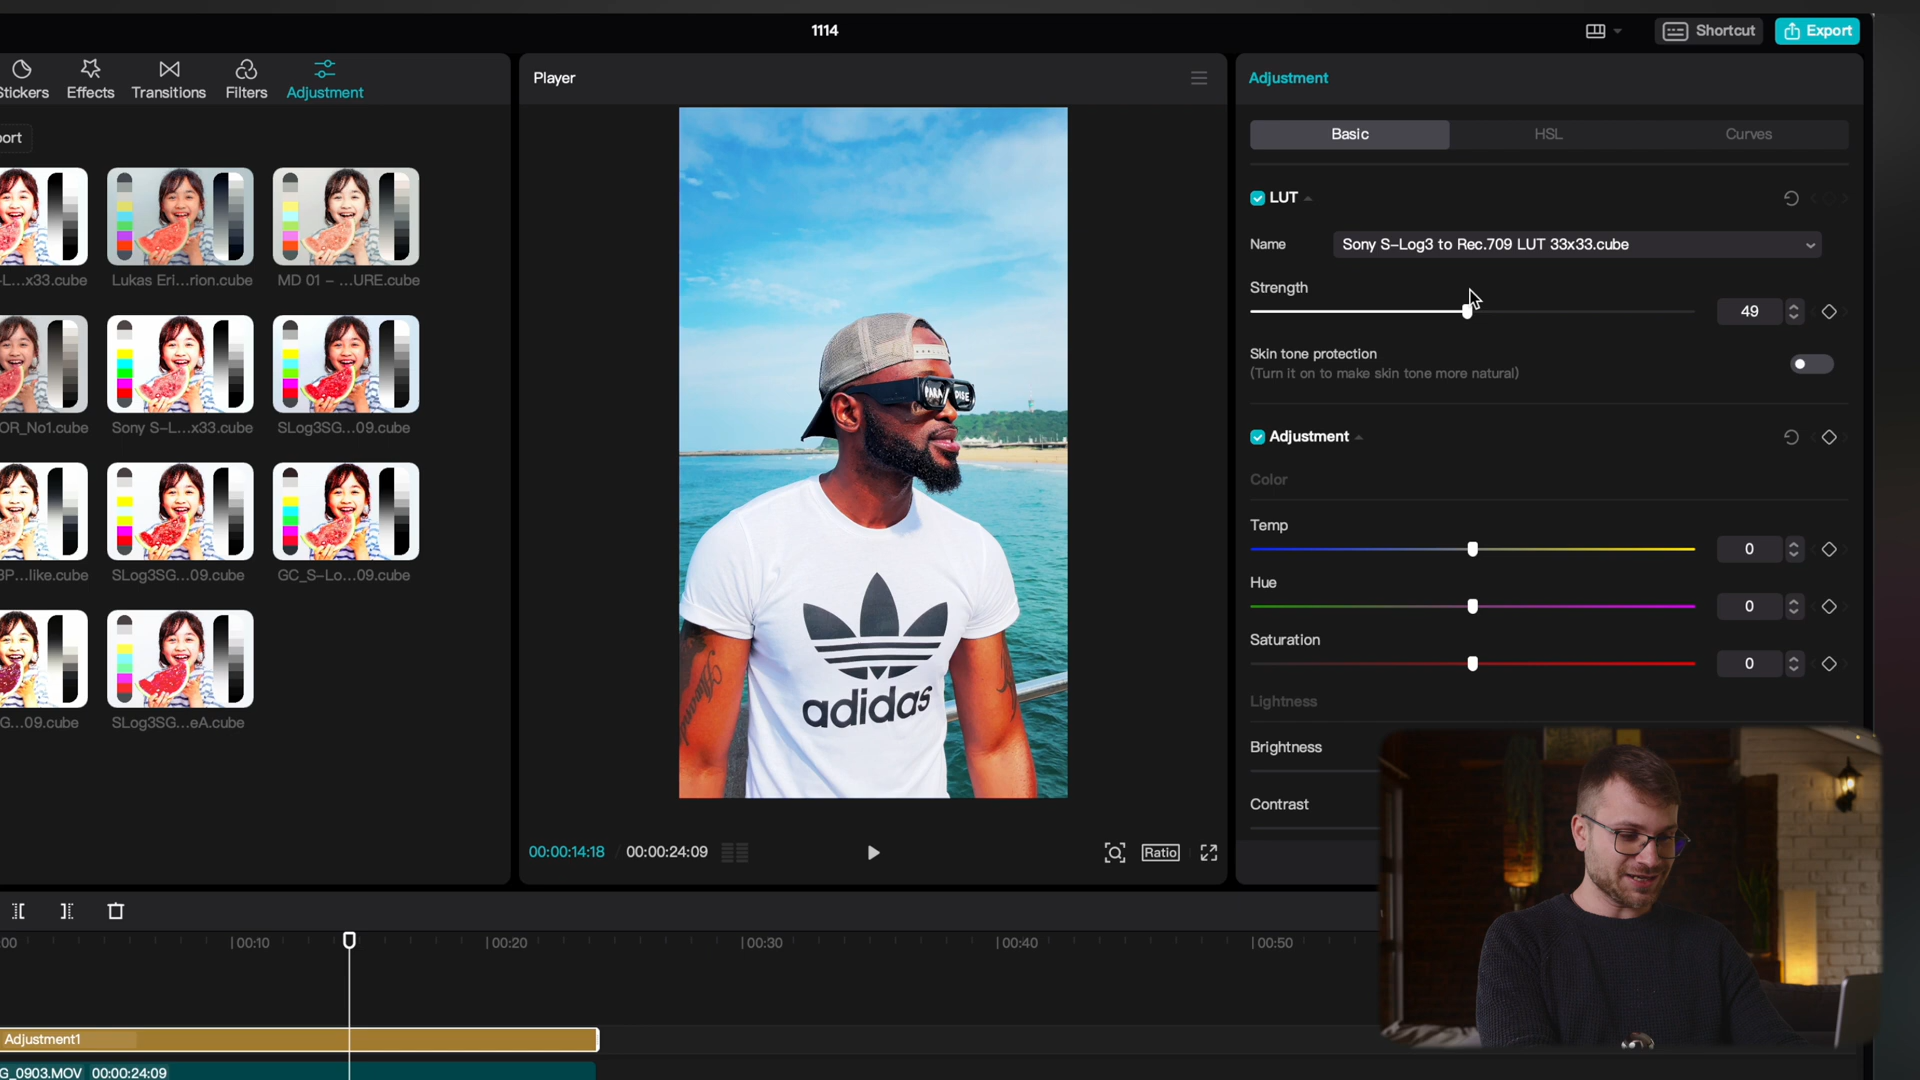 1114
Shortcut
Export
Stickers
Effects
Transitions
Filters
Adjustment
ort
-L...x33.cube
Lukas Eri...rion.cube
MD 01 – ...URE.cube
OR_No1.cube
Sony S–L...x33.cube
SLog3SG...09.cube
3P...like.cube
SLog3SG...09.cube
GC_S–Lo...09.cube
G...09.cube
SLog3SG...eA.cube
Player
PARA/DISE
adidas
00:00:14:18
00:00:24:09
Ratio
Adjustment
Basic
HSL
Curves
LUT
Name
Sony S–Log3 to Rec.709 LUT 33x33.cube
Strength
49
Skin tone protection
(Turn it on to make skin tone more natural)
Adjustment
Color
Temp
0
Hue
0
Saturation
0
Lightness
Brightness
Contrast
:00
00:10
00:20
00:30
00:40
00:50
Adjustment1
G_0903.MOV 00:00:24:09